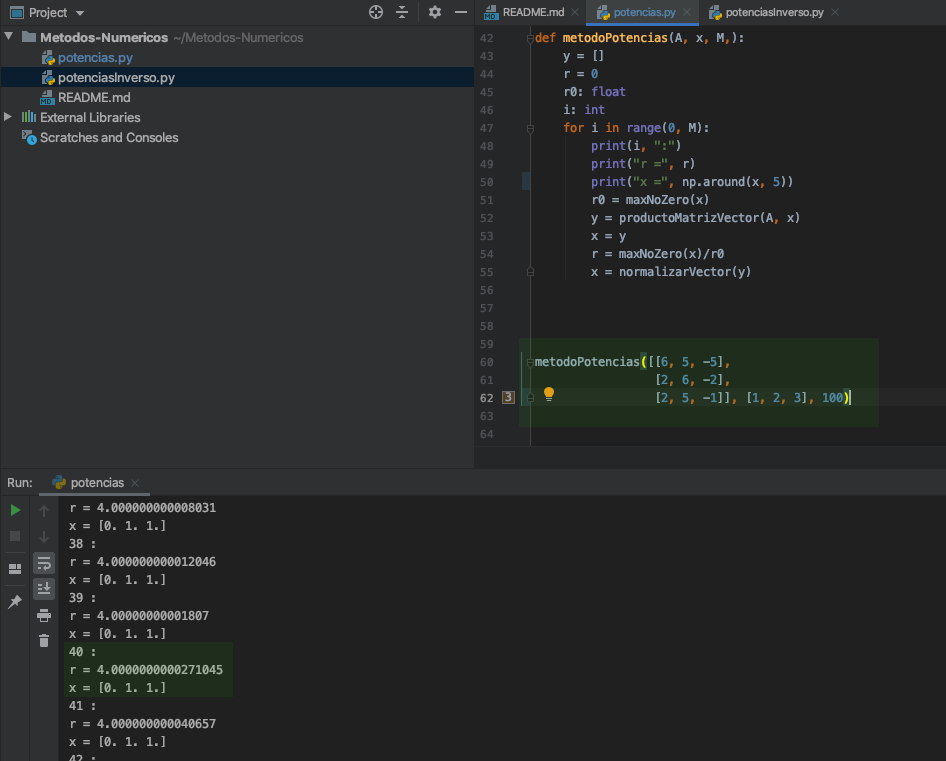 Project
Metodos-Numericos ~/Metodos-Numericos
potencias.py
potenciasInverso.py
README.md
External Libraries
Scratches and Consoles
README.md
potencias.py
potenciasInverso.py
42 def metodoPotencias(A, x, M,):
43 y = []
44 r = 0
45 r0: float
46 i: int
47 for i in range(0, M):
48 print(i, ":")
49 print("r =", r)
50 print("x =", np.around(x, 5))
51 r0 = maxNoZero(x)
52 y = productoMatrizVector(A, x)
53 x = y
54 r = maxNoZero(x)/r0
55 x = normalizarVector(y)
56
57
58
59
60 metodoPotencias([[6, 5, -5],
61 [2, 6, -2],
62 3 [2, 5, -1]], [1, 2, 3], 100)
63
64
Run: potencias
r = 4.000000000008031
x = [0. 1. 1.]
38 :
r = 4.000000000012046
x = [0. 1. 1.]
39 :
r = 4.00000000001807
x = [0. 1. 1.]
40 :
r = 4.0000000000271045
x = [0. 1. 1.]
41 :
r = 4.000000000040657
x = [0. 1. 1.]
42 :